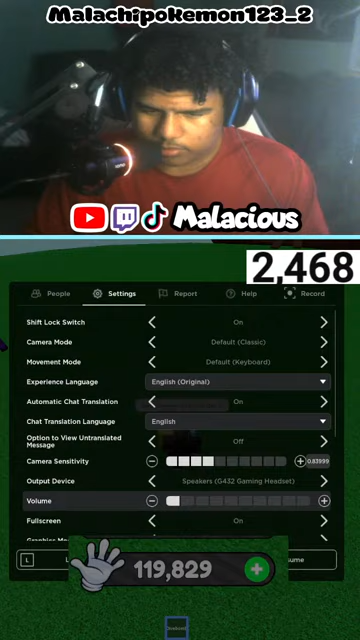 Malachipokemon123_2
Malacious
2,468
People
Settings
Report
Help
Record
Shift Lock Switch
On
Camera Mode
Default (Classic)
Movement Mode
Default (Keyboard)
Experience Language
English (Original)
Automatic Chat Translation
On
Chat Translation Language
English
Option to View Untranslated
Message
Off
Camera Sensitivity
0.83999
Output Device
Speakers (G432 Gaming Headset)
Volume
Fullscreen
On
L
119,829